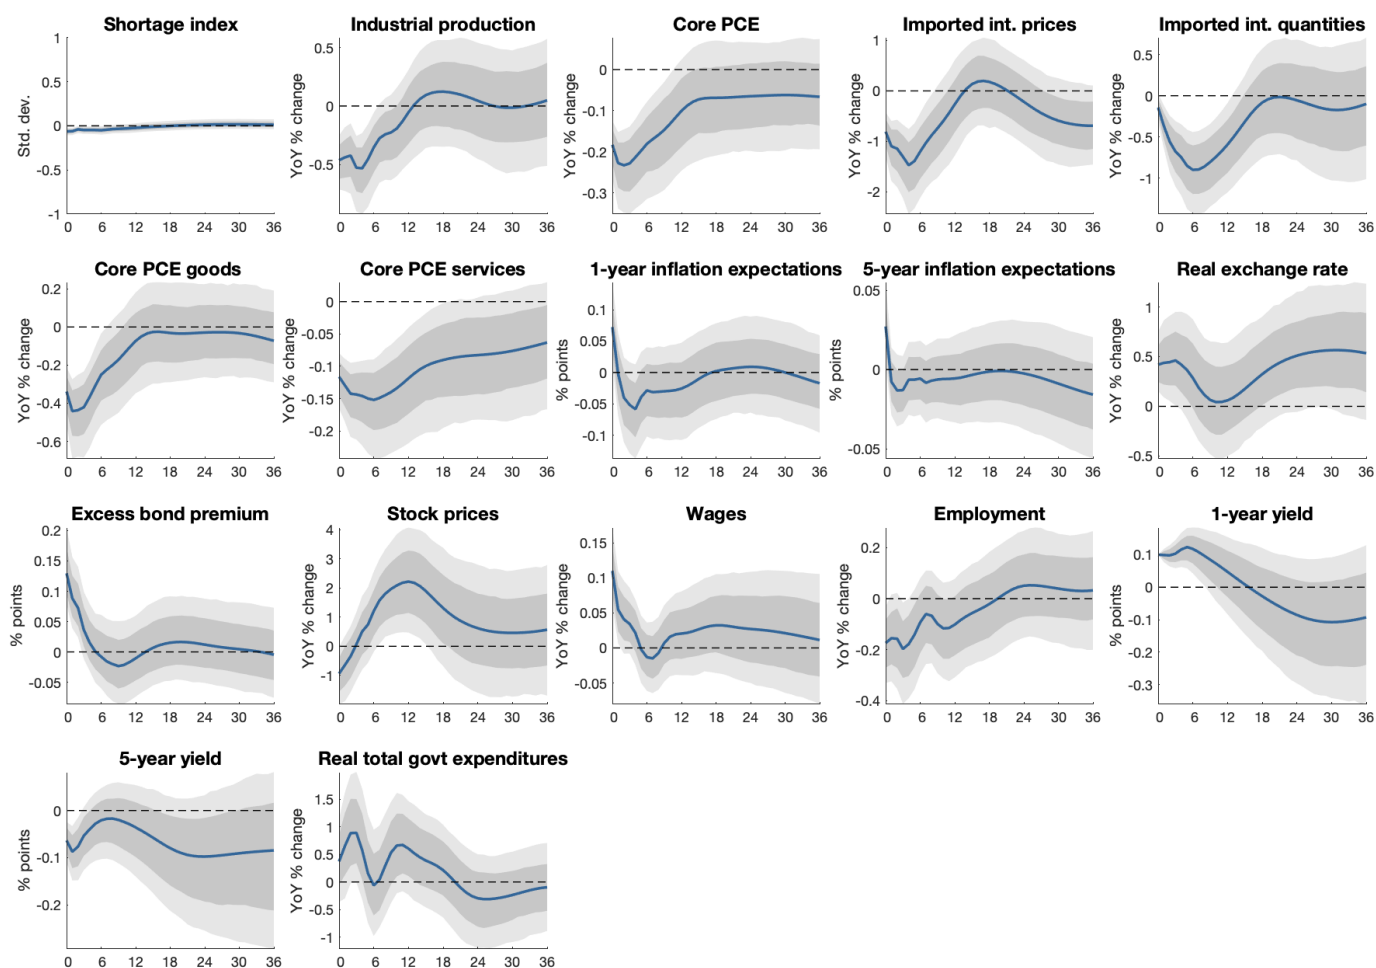 Shortage index
Std. dev.
1
0.5
0
-0.5
-1
0 6 12 18 24 30 36
Industrial production
YoY % change
0.5
0
-0.5
0 6 12 18 24 30 36
Core PCE
YoY % change
0
-0.1
-0.2
-0.3
0 6 12 18 24 30 36
Imported int. prices
YoY % change
1
0
-1
-2
0 6 12 18 24 30 36
Imported int. quantities
YoY % change
0.5
0
-0.5
-1
0 6 12 18 24 30 36
Core PCE goods
YoY % change
0.2
0
-0.2
-0.4
-0.6
0 6 12 18 24 30 36
Core PCE services
YoY % change
0
-0.05
-0.1
-0.15
-0.2
0 6 12 18 24 30 36
1-year inflation expectations
% points
0.1
0.05
0
-0.05
-0.1
0 6 12 18 24 30 36
5-year inflation expectations
% points
0.05
0
-0.05
0 6 12 18 24 30 36
Real exchange rate
YoY % change
1
0.5
0
-0.5
0 6 12 18 24 30 36
Excess bond premium
% points
0.2
0.15
0.1
0.05
0
-0.05
0 6 12 18 24 30 36
Stock prices
YoY % change
4
3
2
1
0
-1
0 6 12 18 24 30 36
Wages
YoY % change
0.15
0.1
0.05
0
-0.05
0 6 12 18 24 30 36
Employment
YoY % change
0.2
0
-0.2
-0.4
0 6 12 18 24 30 36
1-year yield
% points
0.1
0
-0.1
-0.2
-0.3
0 6 12 18 24 30 36
5-year yield
% points
0
-0.1
-0.2
0 6 12 18 24 30 36
Real total govt expenditures
YoY % change
1.5
1
0.5
0
-0.5
-1
0 6 12 18 24 30 36